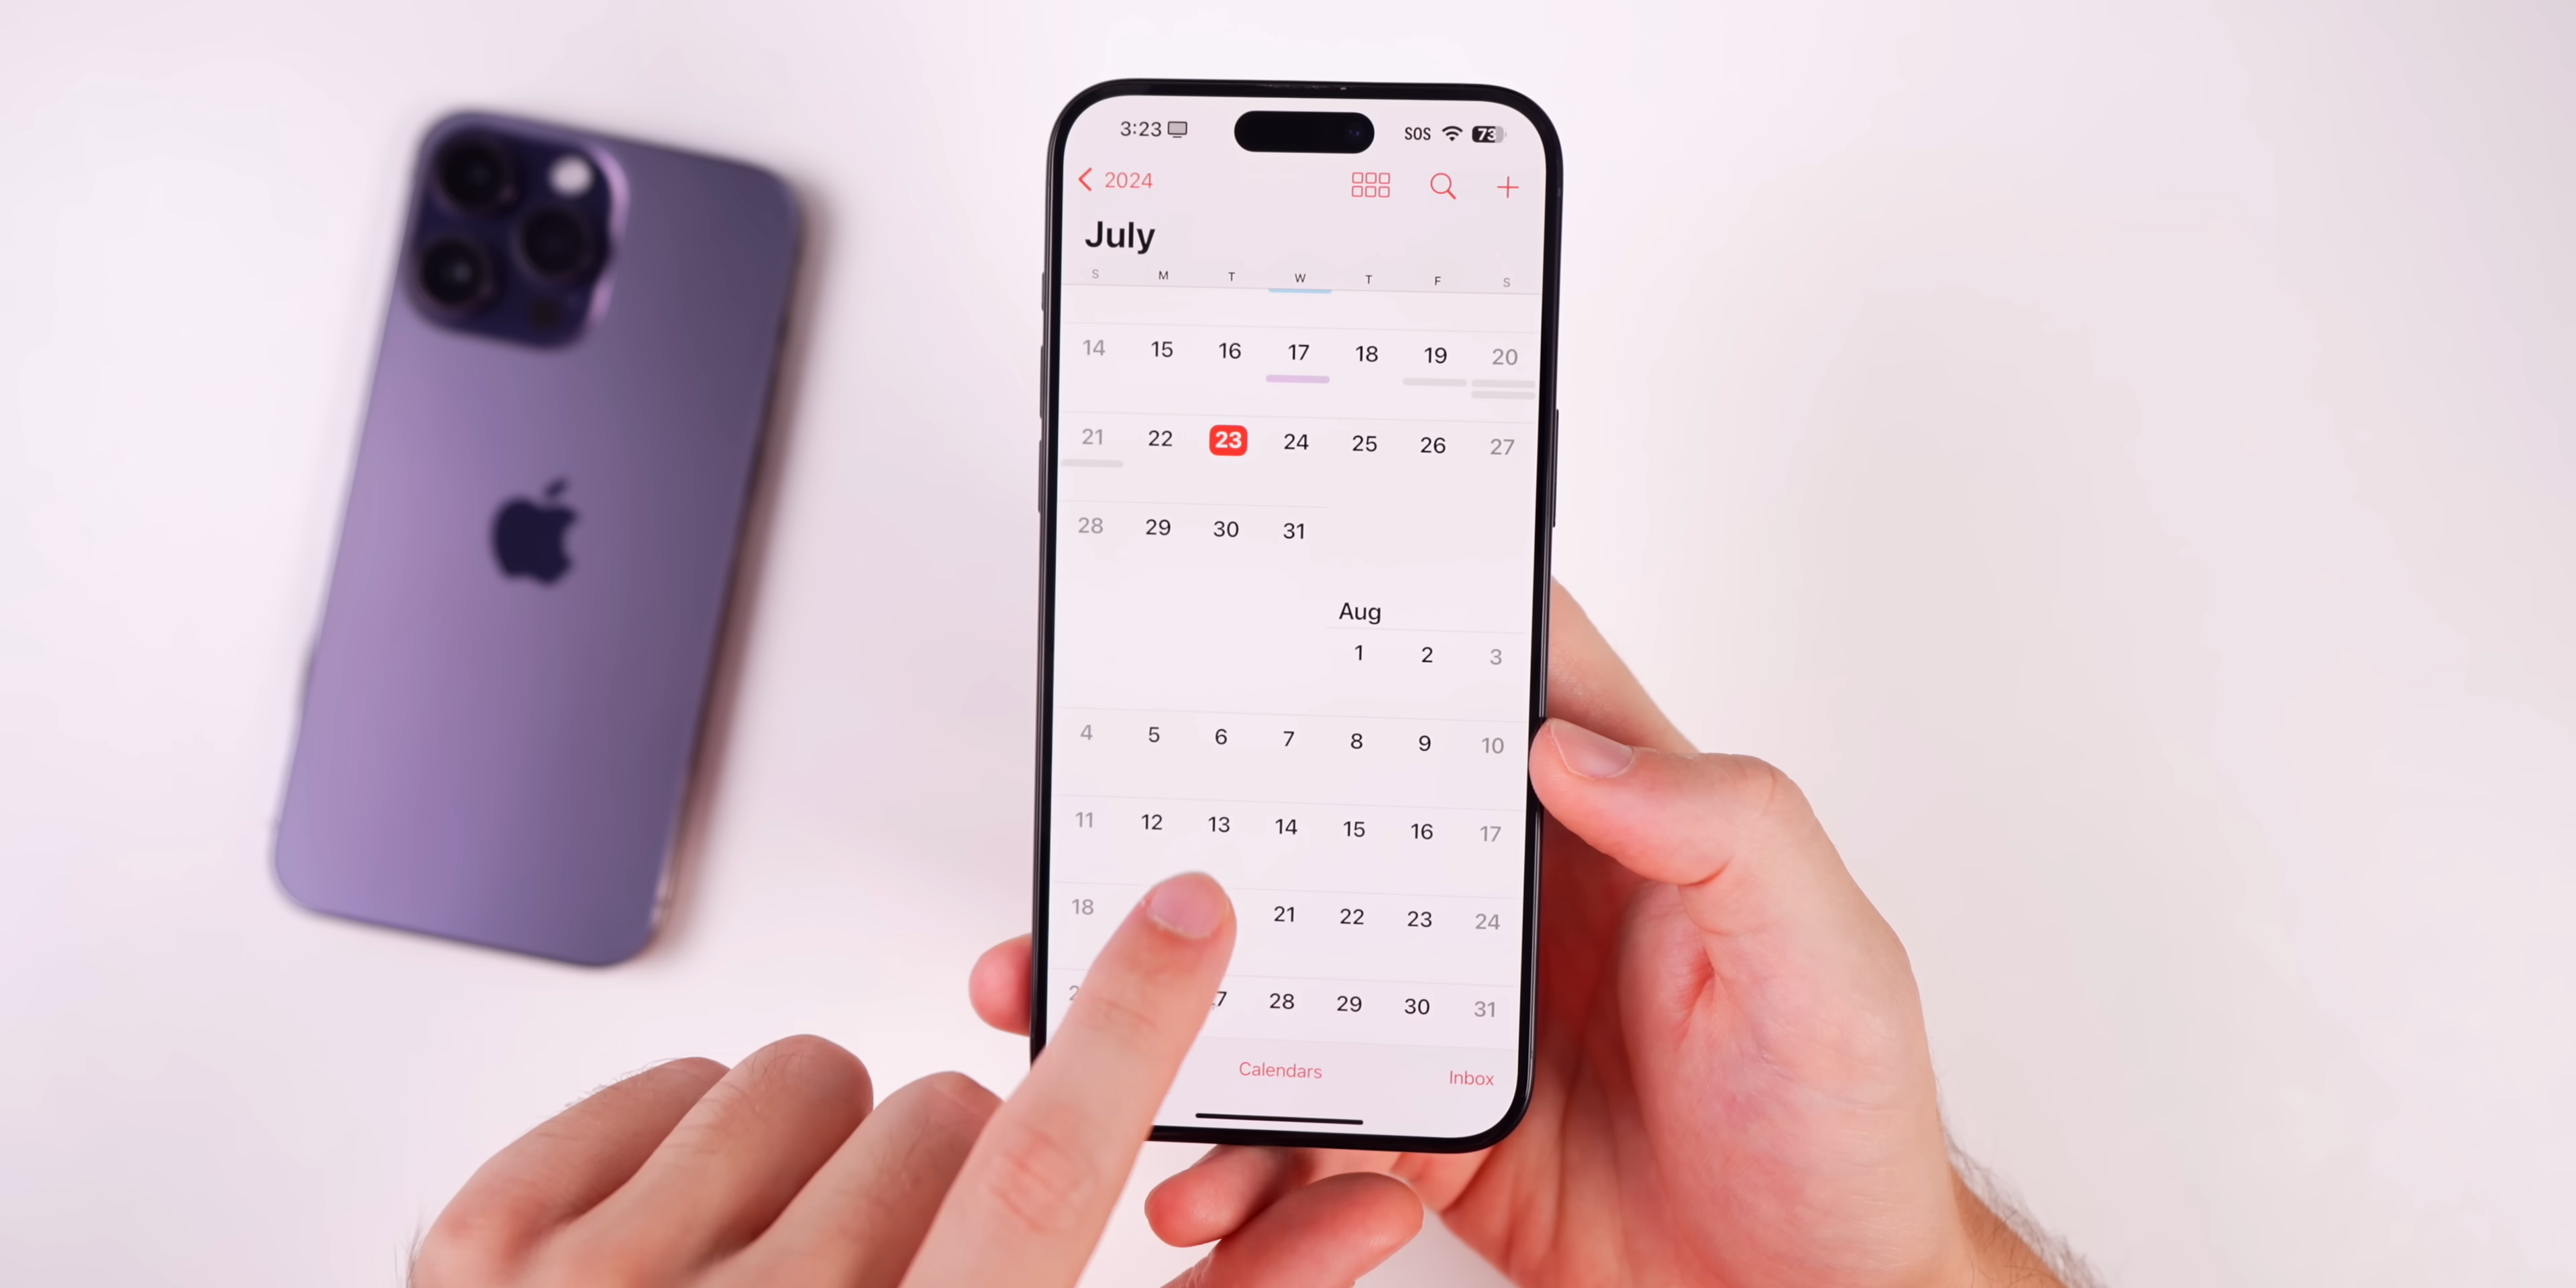 3:23 SOS 73
2024
July
S M T W T F S
14 15 16 17 18 19 20
21 22 23 24 25 26 27
28 29 30 31
Aug
1 2 3
4 5 6 7 8 9 10
11 12 13 14 15 16 17
18 21 22 23 24
28 29 30 31
Calendars Inbox